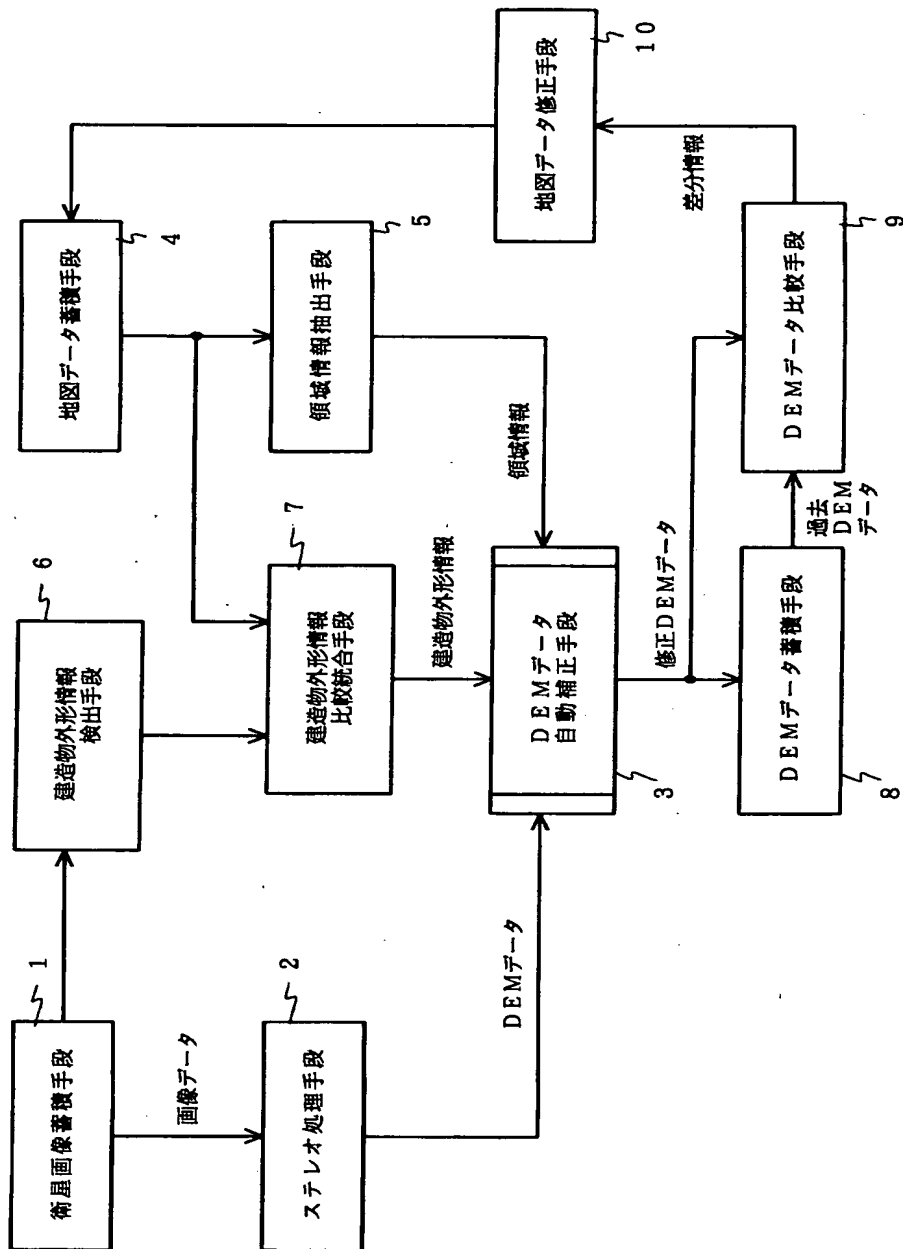 1
衛星画像蓄積手段
画像データ
2
ステレオ処理手段
DEMデータ
6
建造物外形情報
検出手段
7
建造物外形情報
比較統合手段
建造物外形情報
4
地図データ蓄積手段
5
領域情報抽出手段
領域情報
DEMデータ
自動補正手段
3
修正DEMデータ
DEMデータ蓄積手段
8
過去
DEM
データ
DEMデータ比較手段
9
差分情報
地図データ修正手段
10